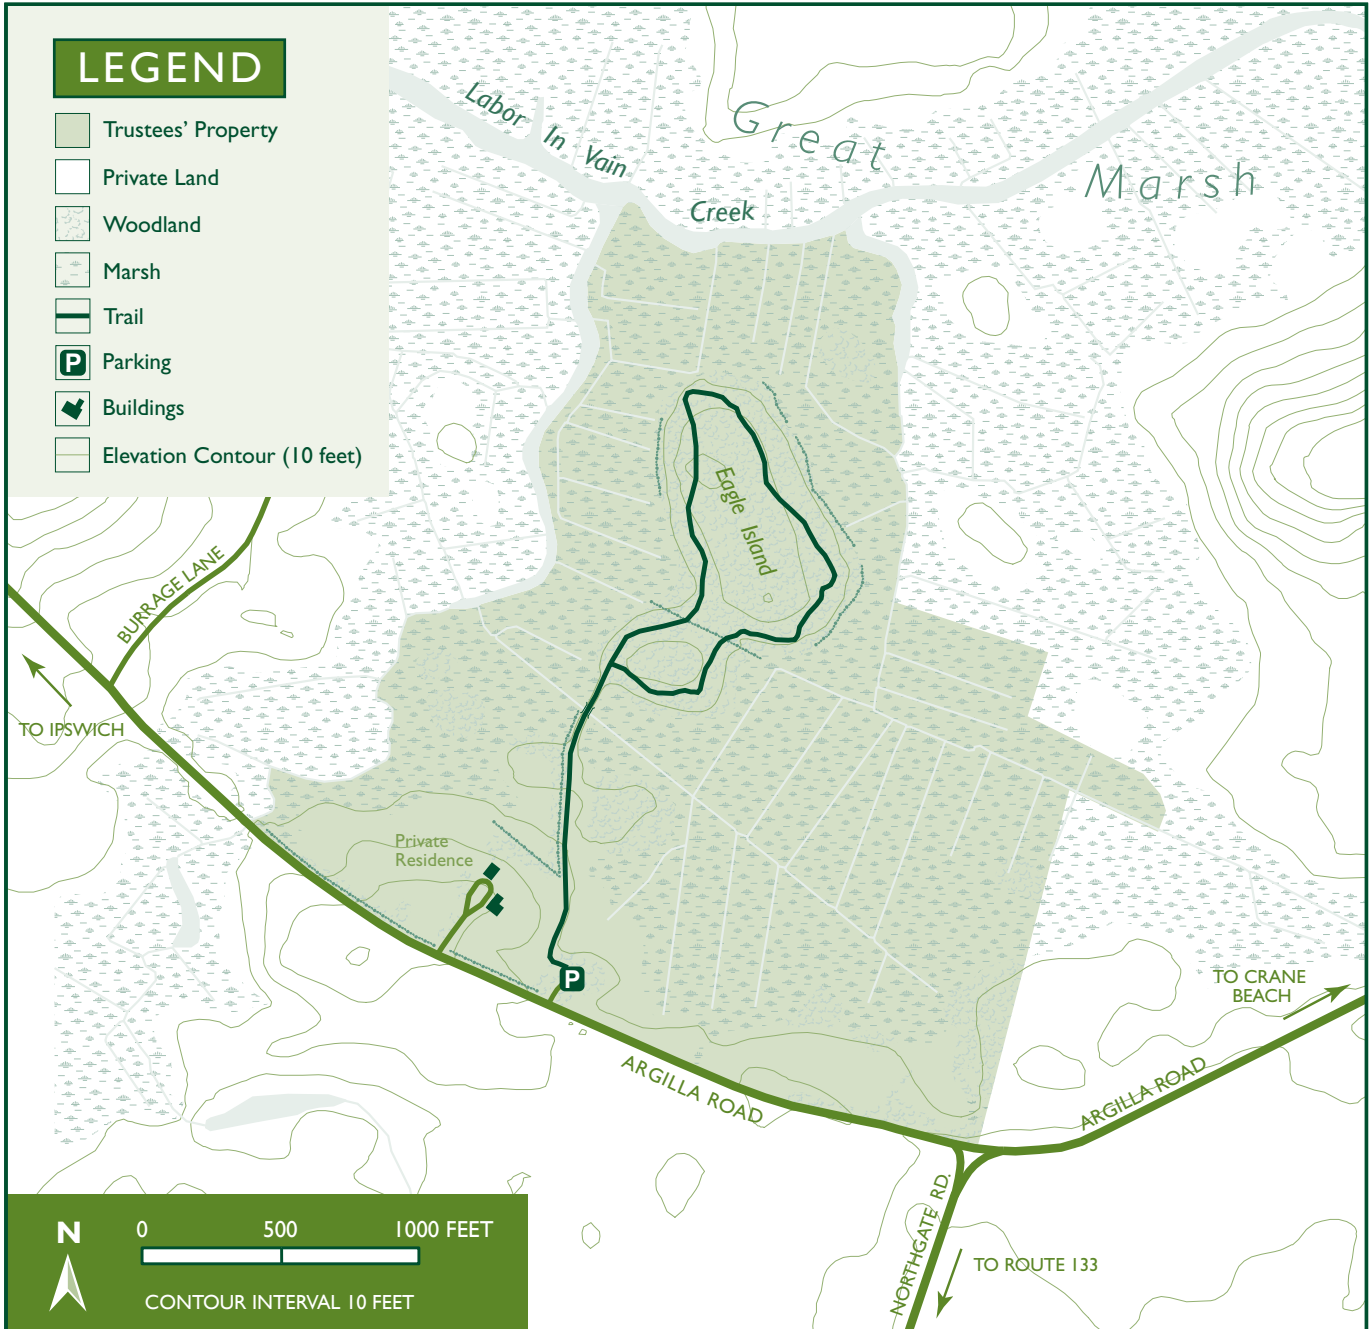 LEGEND
Trustees' Property
Private Land
Woodland
Marsh
Trail
P Parking
Buildings
Elevation Contour (10 feet)
Labor In Vain
Creek
Great
Marsh
Eagle Island
BURRAGE LANE
TO IPSWICH
Private
Residence
P
TO CRANE
BEACH
ARGILLA ROAD
ARGILLA ROAD
NORTHGATE RD.
TO ROUTE 133
N
0 500 1000 FEET
CONTOUR INTERVAL 10 FEET